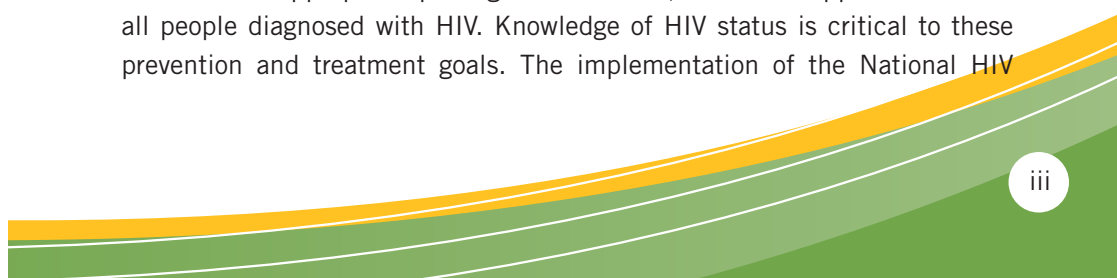 all people diagnosed with HIV. Knowledge of HIV status is critical to these
prevention and treatment goals. The implementation of the National HIV
iii